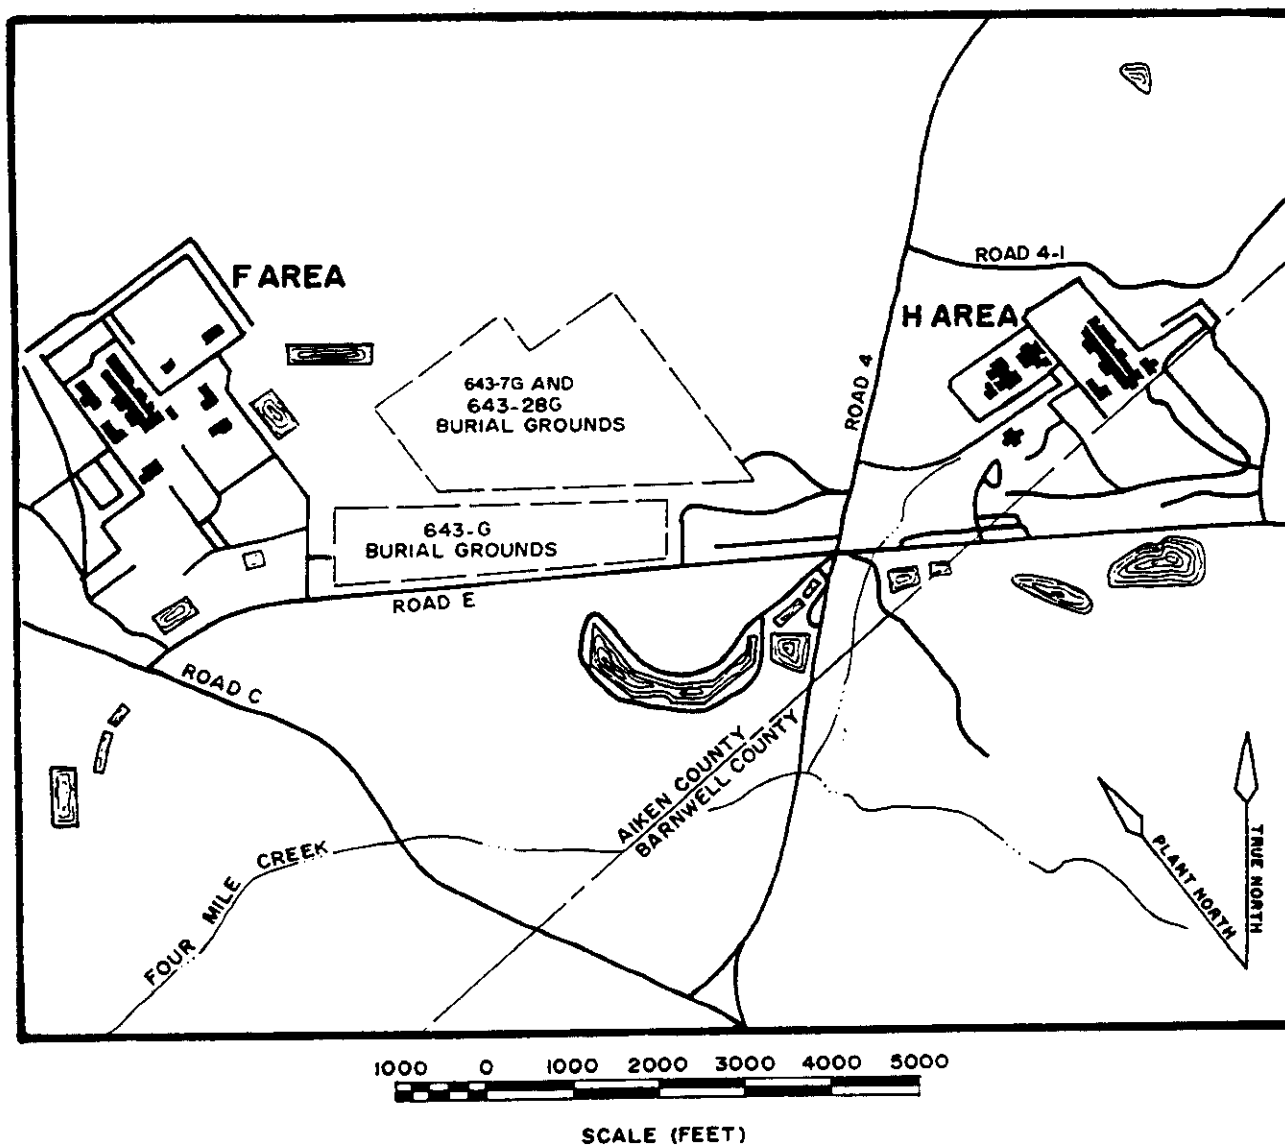 ROAD 4-1
F AREA
H AREA
ROAD 4
643-7G AND
643-28G
BURIAL GROUNDS
643-G
BURIAL GROUNDS
ROAD E
ROAD C
AIKEN COUNTY
BARNWELL COUNTY
FOUR MILE CREEK
PLANT NORTH
TRUE NORTH
1000 0 1000 2000 3000 4000 5000
SCALE (FEET)